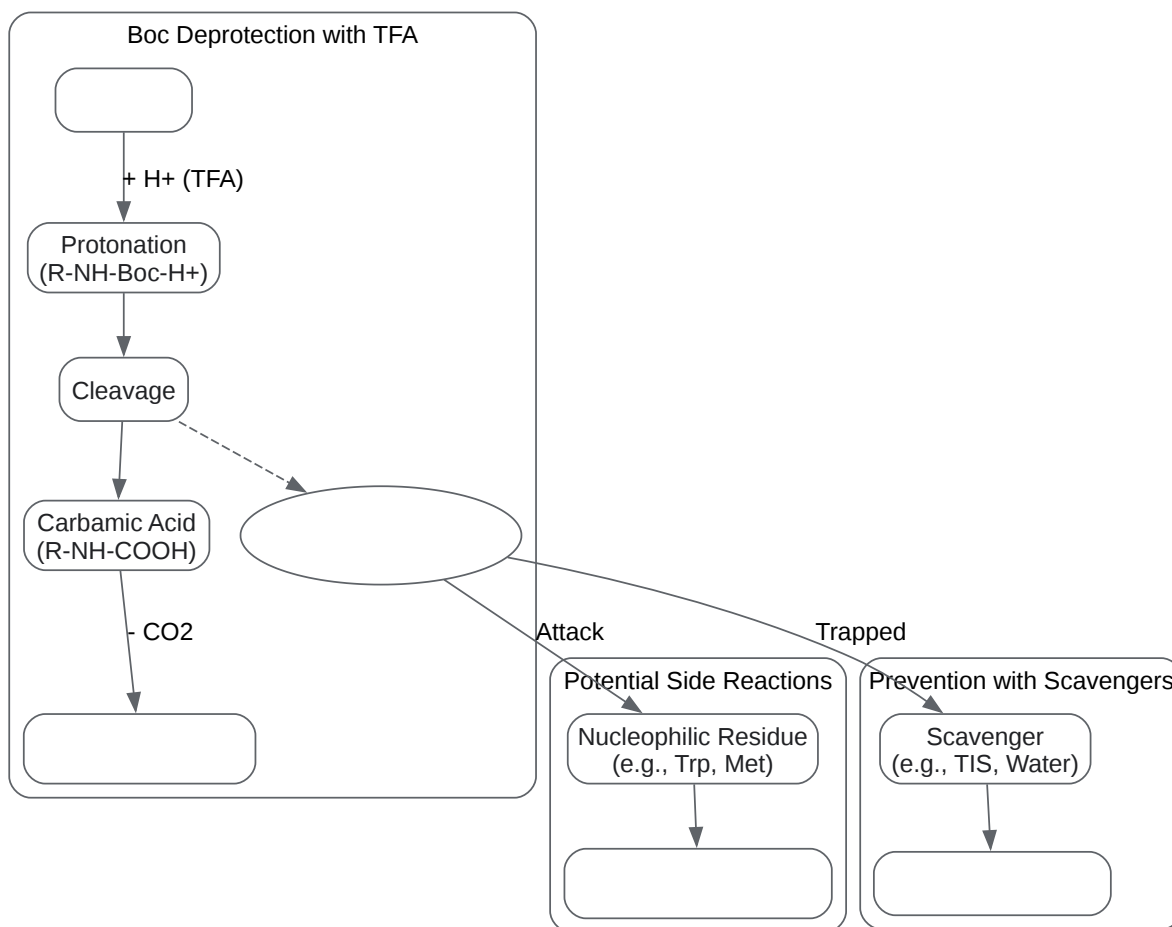 Boc Deprotection with TFA
+ H+ (TFA)
Protonation
(R-NH-Boc-H+)
Cleavage
Carbamic Acid
(R-NH-COOH)
- CO2
Attack
Trapped
Potential Side Reactions
Nucleophilic Residue
(e.g., Trp, Met)
Prevention with Scavengers
Scavenger
(e.g., TIS, Water)